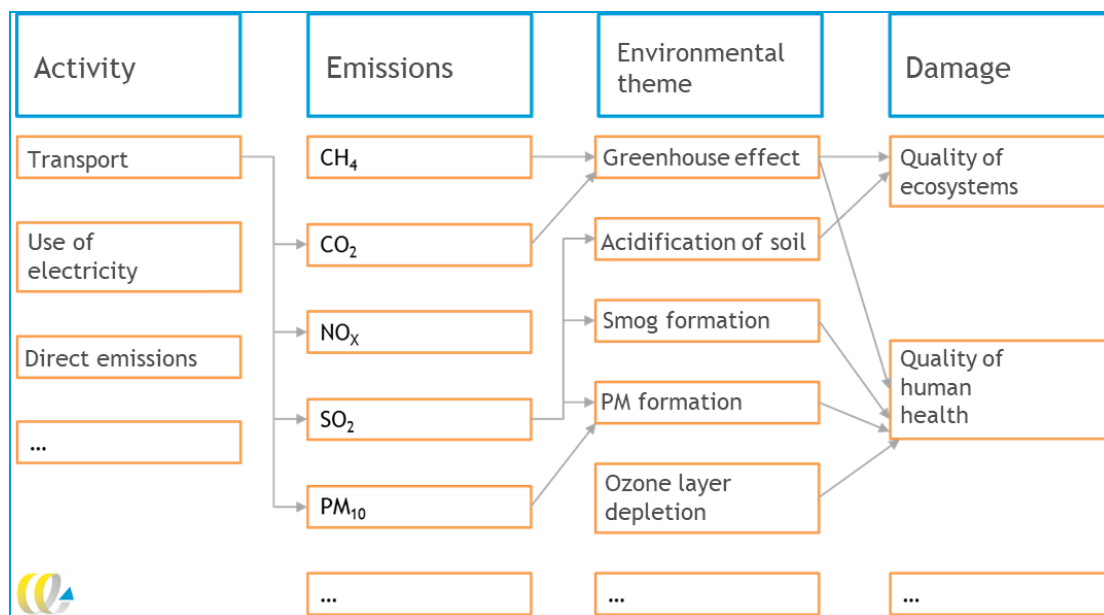 Activity
Emissions
Environmental
theme
Damage
Transport
Use of
electricity
Direct emissions
...
CH₄
CO₂
NOₓ
SO₂
PM₁₀
...
Greenhouse effect
Acidification of soil
Smog formation
PM formation
Ozone layer
depletion
...
Quality of
ecosystems
Quality of
human
health
...